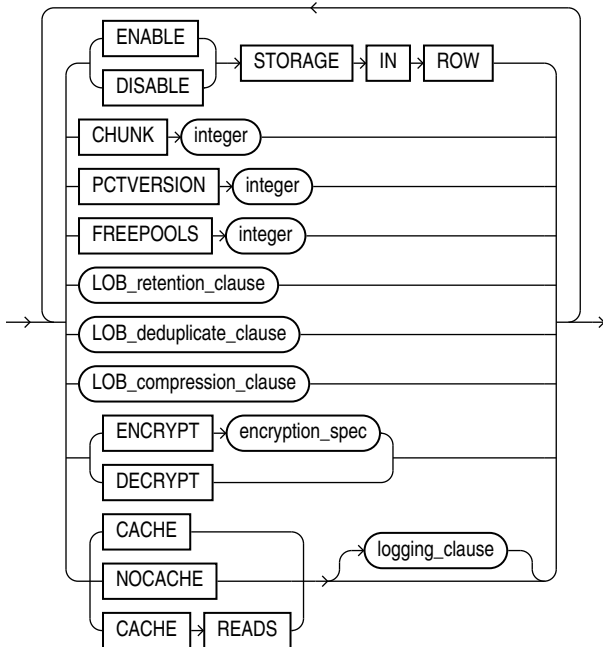 ENABLE
DISABLE
STORAGE IN ROW
CHUNK integer
PCTVERSION integer
FREEPOOLS integer
LOB_retention_clause
LOB_deduplicate_clause
LOB_compression_clause
ENCRYPT encryption_spec
DECRYPT
CACHE
NOCACHE
CACHE READS
logging_clause